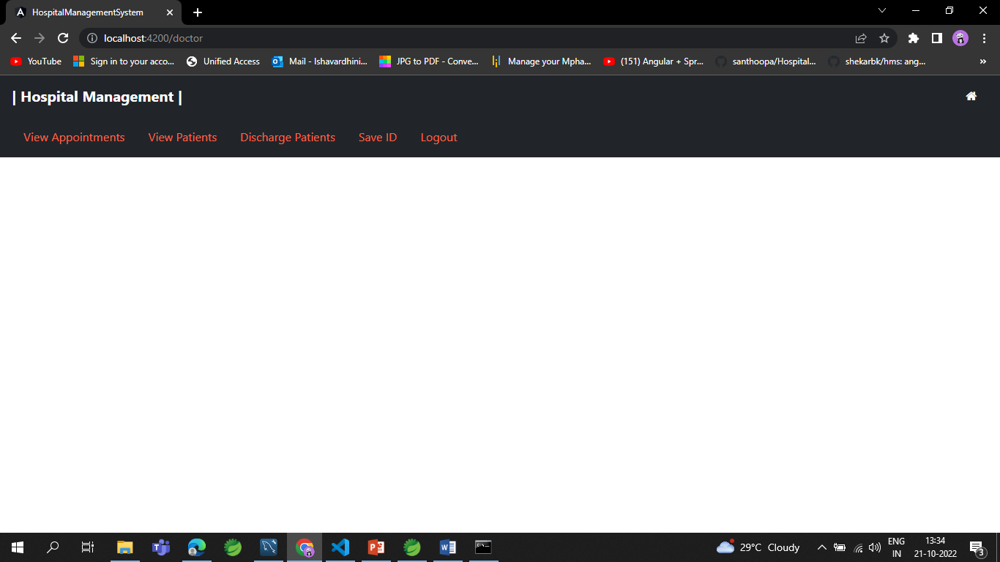 HospitalManagementSystem
localhost:4200/doctor
YouTube Sign in to your acco... Unified Access Mail - Ishavardhini... JPG to PDF - Conve... Manage your Mpha... (151) Angular + Spr... santhoopa/Hospital... shekarbk/hms: ang... »
| Hospital Management |
View Appointments View Patients Discharge Patients Save ID Logout
29°C Cloudy
ENG
IN
13:34
21-10-2022
3